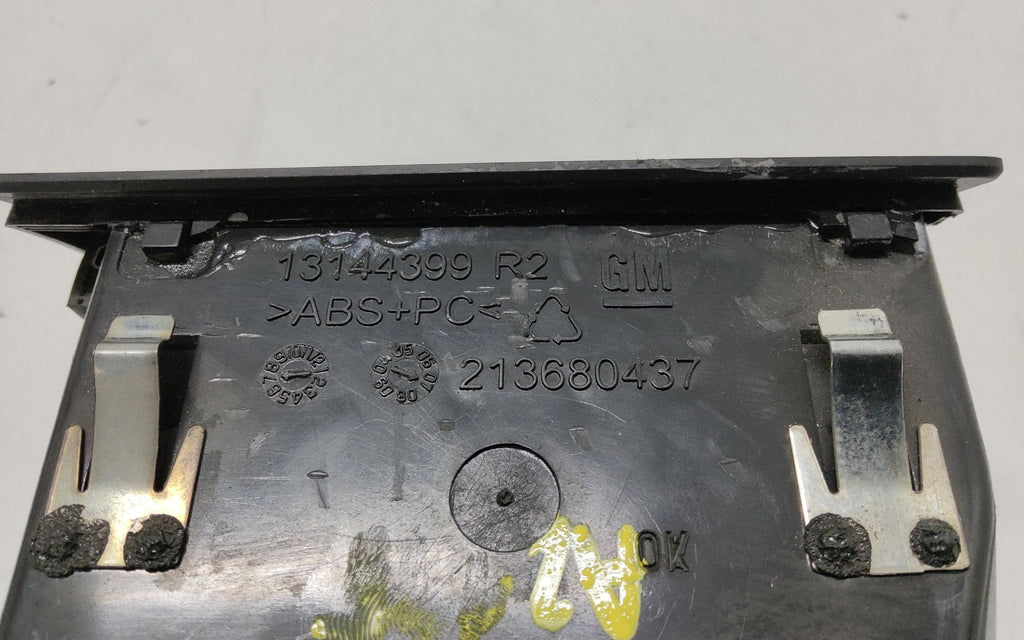 13144399 R2 GM
>ABS+PC<
213680437
OK